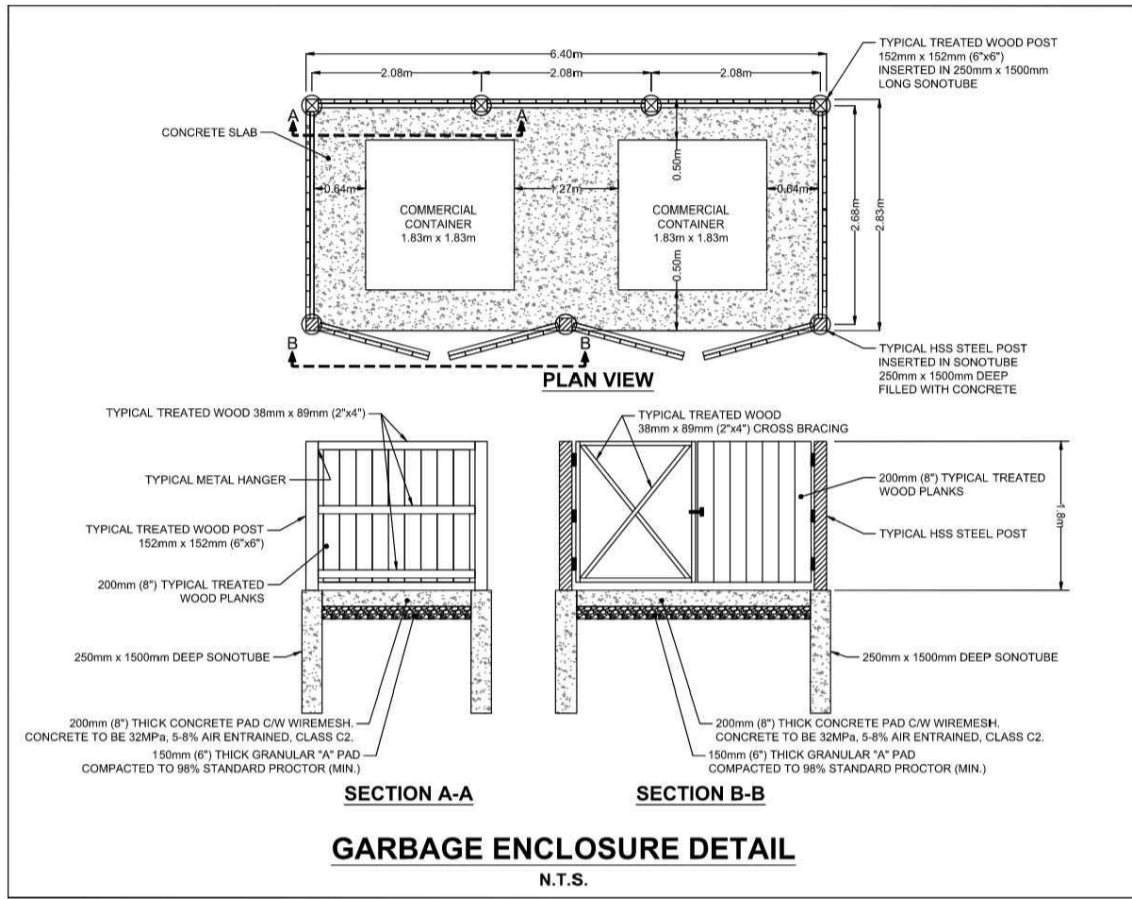 6.40m
2.08m
2.08m
2.08m
TYPICAL TREATED WOOD POST
152mm x 152mm (6"x6")
INSERTED IN 250mm x 1500mm
LONG SONOTUBE
A
A
CONCRETE SLAB
0.64m
1.27m
0.64m
0.50m
0.50m
2.68m
2.83m
COMMERCIAL
CONTAINER
1.83m x 1.83m
COMMERCIAL
CONTAINER
1.83m x 1.83m
B
B
PLAN VIEW
TYPICAL HSS STEEL POST
INSERTED IN SONOTUBE
250mm x 1500mm DEEP
FILLED WITH CONCRETE
TYPICAL TREATED WOOD 38mm x 89mm (2"x4")
TYPICAL METAL HANGER
TYPICAL TREATED WOOD POST
152mm x 152mm (6"x6")
200mm (8") TYPICAL TREATED
WOOD PLANKS
250mm x 1500mm DEEP SONOTUBE
200mm (8") THICK CONCRETE PAD C/W WIREMESH.
CONCRETE TO BE 32MPa, 5-8% AIR ENTRAINED, CLASS C2.
150mm (6") THICK GRANULAR "A" PAD
COMPACTED TO 98% STANDARD PROCTOR (MIN.)
SECTION A-A
TYPICAL TREATED WOOD
38mm x 89mm (2"x4") CROSS BRACING
200mm (8") TYPICAL TREATED
WOOD PLANKS
TYPICAL HSS STEEL POST
1.8m
250mm x 1500mm DEEP SONOTUBE
200mm (8") THICK CONCRETE PAD C/W WIREMESH.
CONCRETE TO BE 32MPa, 5-8% AIR ENTRAINED, CLASS C2.
150mm (6") THICK GRANULAR "A" PAD
COMPACTED TO 98% STANDARD PROCTOR (MIN.)
SECTION B-B
GARBAGE ENCLOSURE DETAIL
N.T.S.